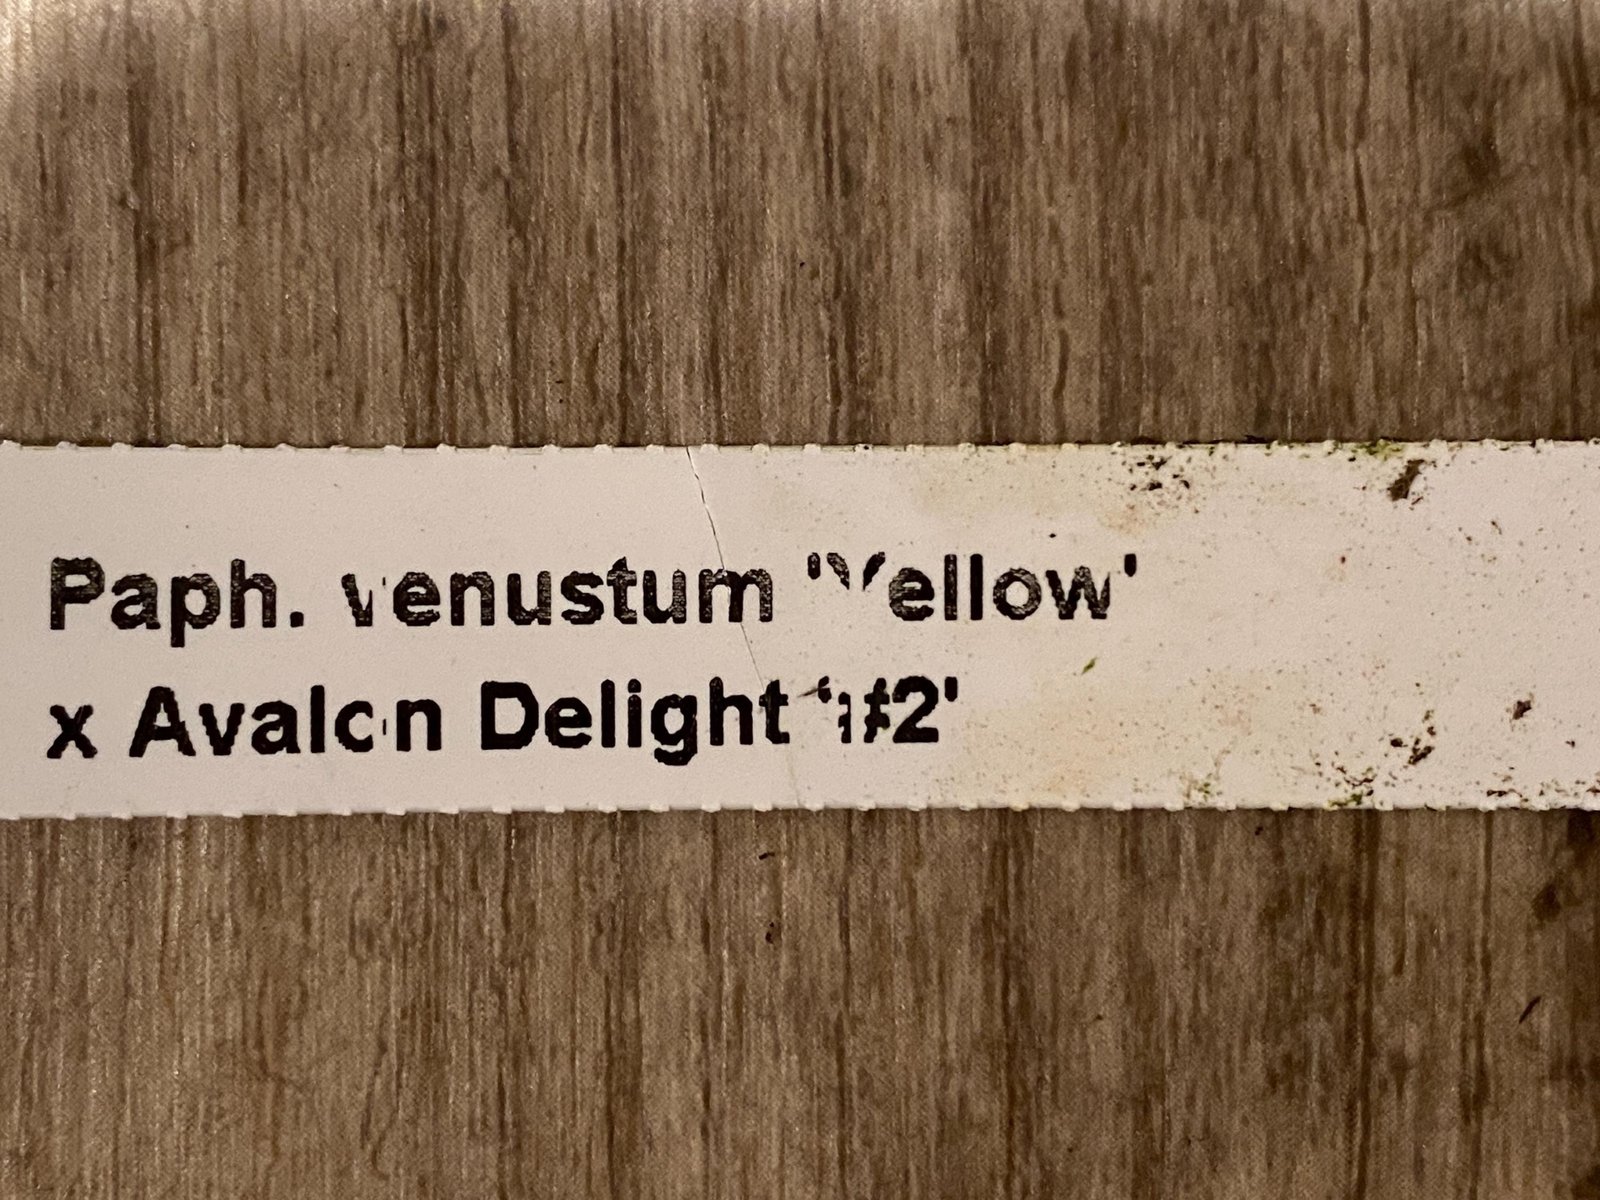 Paph. venustum 'Yellow'
x Avalon Delight '#2'